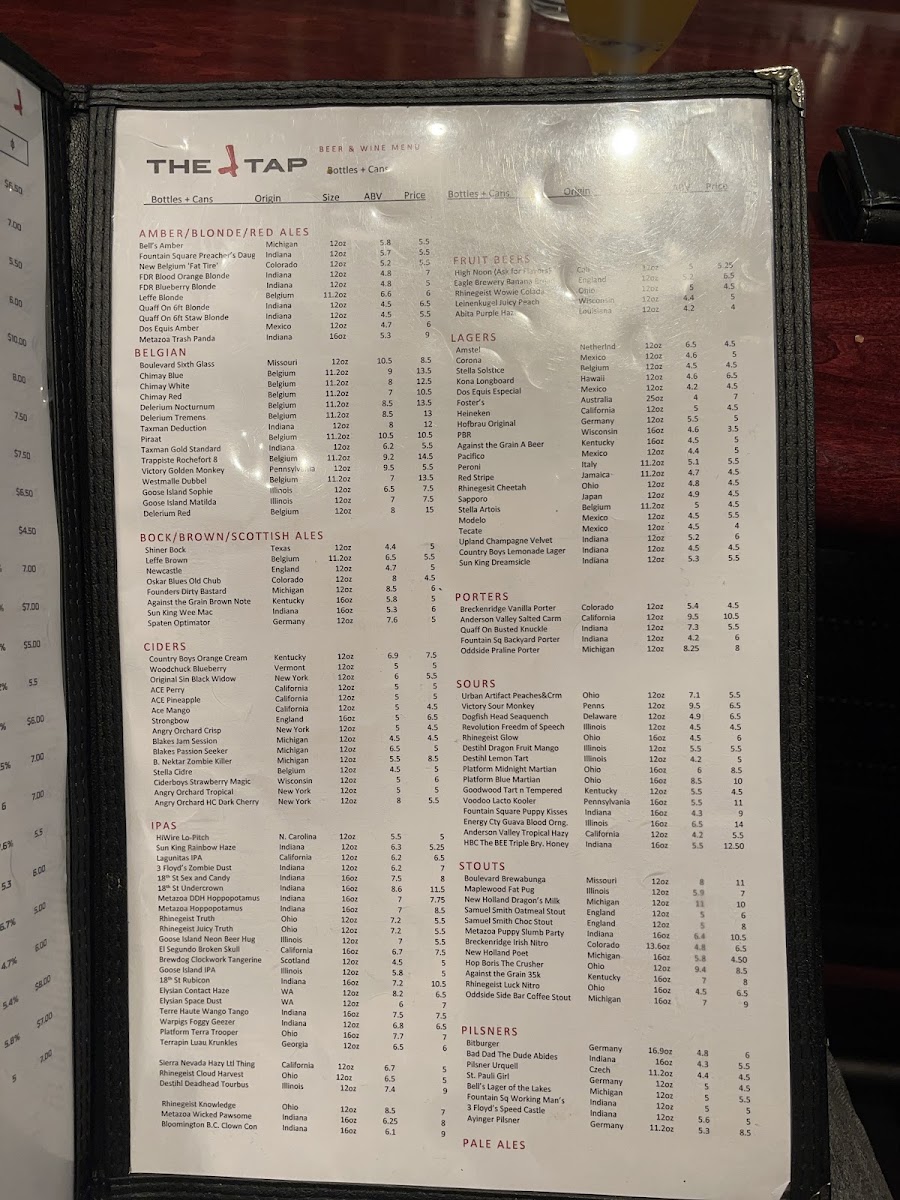 $6.50
7.00
5.50
6.00
$10.00
8.00
7.50
$7.50
$6.50
$4.50
7.00
$7.00
$5.00
5.5
$6.00
7.00
7.00
5.5
6.00
5.00
6.00
$8.00
$7.00
7.00
THE TAP
BEER & WINE MENU
Bottles + Cans
Bottles + Cans Origin Size ABV Price
AMBER/BLONDE/RED ALES
Bell's Amber Michigan 12oz 5.8 5.5
Fountain Square Preacher's Daug Indiana 12oz 5.7 5.5
New Belgium 'Fat Tire' Colorado 12oz 5.2 5.5
FDR Blood Orange Blonde Indiana 12oz 4.8 7
FDR Blueberry Blonde Indiana 12oz 4.8 5
Leffe Blonde Belgium 11.2oz 6.6 6
Quaff On 6ft Blonde Indiana 12oz 4.5 6.5
Quaff On 6ft Staw Blonde Indiana 12oz 4.5 5.5
Dos Equis Amber Mexico 12oz 4.7 6
Metazoa Trash Panda Indiana 16oz 5.3 9
BELGIAN
Boulevard Sixth Glass Missouri 12oz 10.5 8.5
Chimay Blue Belgium 11.2oz 9 13.5
Chimay White Belgium 11.2oz 8 12.5
Chimay Red Belgium 11.2oz 7 10.5
Delerium Nocturnum Belgium 11.2oz 8.5 13.5
Delerium Tremens Belgium 11.2oz 8.5 13
Taxman Deduction Indiana 12oz 8 12
Piraat Belgium 11.2oz 10.5 10.5
Taxman Gold Standard Indiana 12oz 6.2 5.5
Trappiste Rochefort 8 Belgium 11.2oz 9.2 14.5
Victory Golden Monkey Pennsylvania 12oz 9.5 5.5
Westmalle Dubbel Belgium 11.2oz 7 13.5
Goose Island Sophie Illinois 12oz 6.5 7.5
Goose Island Matilda Illinois 12oz 7 7.5
Delerium Red Belgium 12oz 8 15
BOCK/BROWN/SCOTTISH ALES
Shiner Bock Texas 12oz 4.4 5
Leffe Brown Belgium 11.2oz 6.5 5.5
Newcastle England 12oz 4.7 5
Oskar Blues Old Chub Colorado 12oz 8 4.5
Founders Dirty Bastard Michigan 12oz 8.5 6
Against the Grain Brown Note Kentucky 16oz 5.8 5
Sun King Wee Mac Indiana 16oz 5.3 6
Spaten Optimator Germany 12oz 7.6 5
CIDERS
Country Boys Orange Cream Kentucky 12oz 6.9 7.5
Woodchuck Blueberry Vermont 12oz 5 5
Original Sin Black Widow New York 12oz 6 5.5
ACE Perry California 12oz 5 5
ACE Pineapple California 12oz 5 5
Ace Mango California 12oz 5 4.5
Strongbow England 16oz 5 6.5
Angry Orchard Crisp New York 12oz 5 4.5
Blakes Jam Session Michigan 12oz 4.5 4.5
Blakes Passion Seeker Michigan 12oz 6.5 5
B. Nektar Zombie Killer Michigan 12oz 5.5 8.5
Stella Cidre Belgium 12oz 4.5 5
Ciderboys Strawberry Magic Wisconsin 12oz 5 6
Angry Orchard Tropical New York 12oz 5 5
Angry Orchard HC Dark Cherry New York 12oz 8 5.5
IPAS
HiWire Lo-Pitch N. Carolina 12oz 5.5 5
Sun King Rainbow Haze Indiana 12oz 6.3 5.25
Lagunitas IPA California 12oz 6.2 6.5
3 Floyd's Zombie Dust Indiana 12oz 6.2 7
18th St Sex and Candy Indiana 16oz 7.5 8
18th St Undercrown Indiana 16oz 8.6 11.5
Metazoa DDH Hoppopotamus Indiana 16oz 7 7.75
Metazoa Hoppopotamus Indiana 16oz 7 8.5
Rhinegeist Truth Ohio 12oz 7.2 5.5
Rhinegeist Juicy Truth Ohio 12oz 7.2 5.5
Goose Island Neon Beer Hug Illinois 12oz 7 5.5
El Segundo Broken Skull California 16oz 6.7 7.5
Brewdog Clockwork Tangerine Scotland 12oz 4.5 5
Goose Island IPA Illinois 12oz 5.8 5
18th St Rubicon Indiana 16oz 7.2 10.5
Elysian Contact Haze WA 12oz 8.2 6.5
Elysian Space Dust WA 12oz 6 7
Terre Haute Wango Tango Indiana 16oz 7.5 7.5
Warpigs Foggy Geezer Indiana 12oz 6.8 6.5
Platform Terra Trooper Ohio 16oz 7.7 7
Terrapin Luau Krunkles Georgia 12oz 6.5 6
Sierra Nevada Hazy Ltl Thing California 12oz 6.7 5
Rhinegeist Cloud Harvest Ohio 12oz 6.5 5
Destihl Deadhead Tourbus Illinois 12oz 7.4 9
Rhinegeist Knowledge Ohio 12oz 8.5 7
Metazoa Wicked Pawsome Indiana 16oz 6.25 8
Bloomington B.C. Clown Con Indiana 16oz 6.1 9
Bottles + Cans Origin ABV Price
FRUIT BEERS
High Noon (Ask for Flavors) 12oz 5.25
Eagle Brewery Banana England 12oz 5.2 6.5
Rhinegeist Wowie Colada Ohio 12oz 5 4.5
Leinenkugel Juicy Peach Wisconsin 12oz 4.4 5
Abita Purple Haz Louisiana 12oz 4.2 4
LAGERS
Amstel Netherlnd 12oz 6.5 4.5
Corona Mexico 12oz 4.6 5
Stella Solstice Belgium 12oz 4.5 4.5
Kona Longboard Hawaii 12oz 4.6 6.5
Dos Equis Especial Mexico 12oz 4.2 4.5
Foster's Australia 25oz 4 7
Heineken California 12oz 5 4.5
Hofbrau Original Germany 12oz 5.5 5
PBR Wisconsin 16oz 4.6 3.5
Against the Grain A Beer Kentucky 16oz 4.5 5
Pacifico Mexico 12oz 4.4 5
Peroni Italy 11.2oz 5.1 5.5
Red Stripe Jamaica 11.2oz 4.7 4.5
Rhinegesit Cheetah Ohio 12oz 4.8 4.5
Sapporo Japan 12oz 4.9 4.5
Stella Artois Belgium 11.2oz 5 4.5
Modelo Mexico 12oz 4.5 5.5
Tecate Mexico 12oz 4.5 4
Upland Champagne Velvet Indiana 12oz 5.2 6
Country Boys Lemonade Lager Indiana 12oz 4.5 4.5
Sun King Dreamsicle Indiana 12oz 5.3 5.5
PORTERS
Breckenridge Vanilla Porter Colorado 12oz 5.4 4.5
Anderson Valley Salted Carm California 12oz 9.5 10.5
Quaff On Busted Knuckle Indiana 12oz 7.3 5.5
Fountain Sq Backyard Porter Indiana 12oz 4.2 6
Oddside Praline Porter Michigan 12oz 8.25 8
SOURS
Urban Artifact Peaches&Crm Ohio 12oz 7.1 5.5
Victory Sour Monkey Penns 12oz 9.5 6.5
Dogfish Head Seaquench Delaware 12oz 4.9 6.5
Revolution Freedm of Speech Illinois 12oz 4.5 4.5
Rhinegeist Glow Ohio 16oz 4.5 6
Destihl Dragon Fruit Mango Illinois 12oz 5.5 5.5
Destihl Lemon Tart Illinois 12oz 4.2 5
Platform Midnight Martian Ohio 16oz 6 8.5
Platform Blue Martian Ohio 16oz 8.5 10
Goodwood Tart n Tempered Kentucky 12oz 5.5 4.5
Voodoo Lacto Kooler Pennsylvania 16oz 5.5 11
Fountain Square Puppy Kisses Indiana 16oz 4.3 9
Energy Cty Guava Blood Orng. Illinois 16oz 6.5 14
Anderson Valley Tropical Hazy California 12oz 4.2 5.5
HBC The BEE Triple Bry. Honey Indiana 16oz 5.5 12.50
STOUTS
Boulevard Brewabunga Missouri 12oz 8 11
Maplewood Fat Pug Illinois 12oz 5.9 7
New Holland Dragon's Milk Michigan 12oz 11 10
Samuel Smith Oatmeal Stout England 12oz 5 6
Samuel Smith Choc Stout England 12oz 5 8
Metazoa Puppy Slumb Party Indiana 16oz 6.4 10.5
Breckenridge Irish Nitro Colorado 13.6oz 4.8 6.5
New Holland Poet Michigan 16oz 5.8 4.50
Hop Boris The Crusher Ohio 12oz 9.4 8.5
Against the Grain 35k Kentucky 16oz 7 8
Rhinegeist Luck Nitro Ohio 16oz 4.5 6.5
Oddside Side Bar Coffee Stout Michigan 16oz 7 9
PILSNERS
Bitburger Germany 16.9oz 4.8 6
Bad Dad The Dude Abides Indiana 16oz 4.3 5.5
Pilsner Urquell Czech 11.2oz 4.4 4.5
St. Pauli Girl Germany 12oz 5 4.5
Bell's Lager of the Lakes Michigan 12oz 5 5.5
Fountain Sq Working Man's Indiana 12oz 5 5
3 Floyd's Speed Castle Indiana 12oz 5.6 5
Ayinger Pilsner Germany 11.2oz 5.3 8.5
PALE ALES